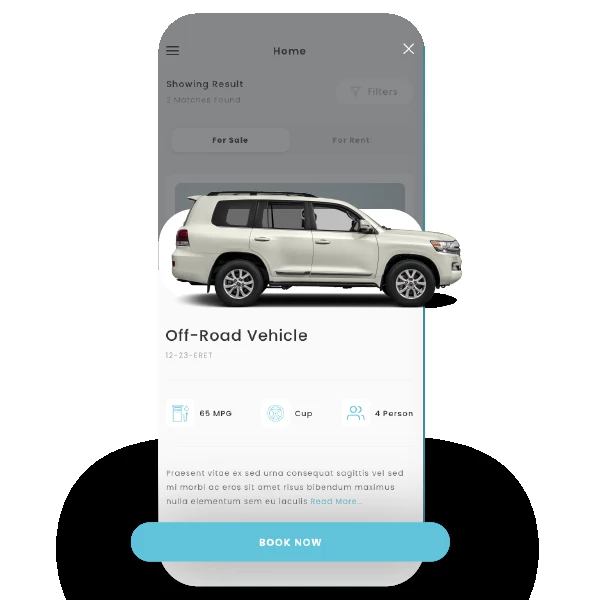 Home
Showing Result
2 Matches Found
Filters
For Sale
For Rent
Off-Road Vehicle
12-23-ERET
65 MPG
Cup
4 Person
Praesent vitae ex sed urna consequat sagittis vel sed
mi morbi ac eros sit amet risus bibendum maximus
nulla elementum sem eu iaculis Read More...
BOOK NOW